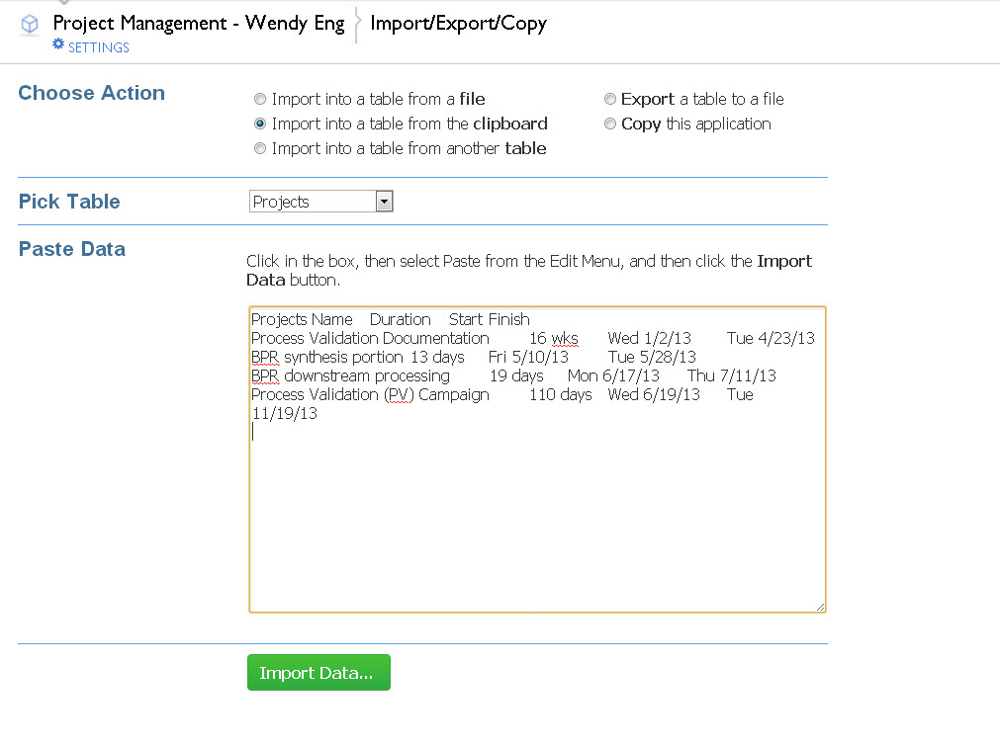 Project Management - Wendy Eng Import/Export/Copy
SETTINGS
Choose Action
Import into a table from a file
Export a table to a file
Import into a table from the clipboard
Copy this application
Import into a table from another table
Pick Table
Projects
Paste Data
Click in the box, then select Paste from the Edit Menu, and then click the Import
Data button.
Projects Name Duration Start Finish
Process Validation Documentation 16 wks Wed 1/2/13 Tue 4/23/13
BPR synthesis portion 13 days Fri 5/10/13 Tue 5/28/13
BPR downstream processing 19 days Mon 6/17/13 Thu 7/11/13
Process Validation (PV) Campaign 110 days Wed 6/19/13 Tue
11/19/13
Import Data...